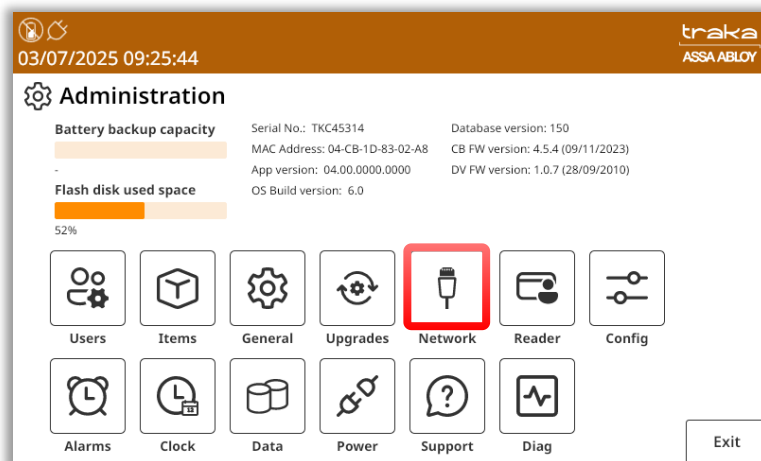 traka
03/07/2025 09:25:44
ASSA ABLOY
Administration
Battery backup capacity
-
Flash disk used space
52%
Serial No.: TKC45314
MAC Address: 04-CB-1D-83-02-A8
App version: 04.00.0000.0000
OS Build version: 6.0
Database version: 150
CB FW version: 4.5.4 (09/11/2023)
DV FW version: 1.0.7 (28/09/2010)
Users
Items
General
Upgrades
Network
Reader
Config
12
Alarms
Clock
Data
Power
?
Support
Diag
Exit